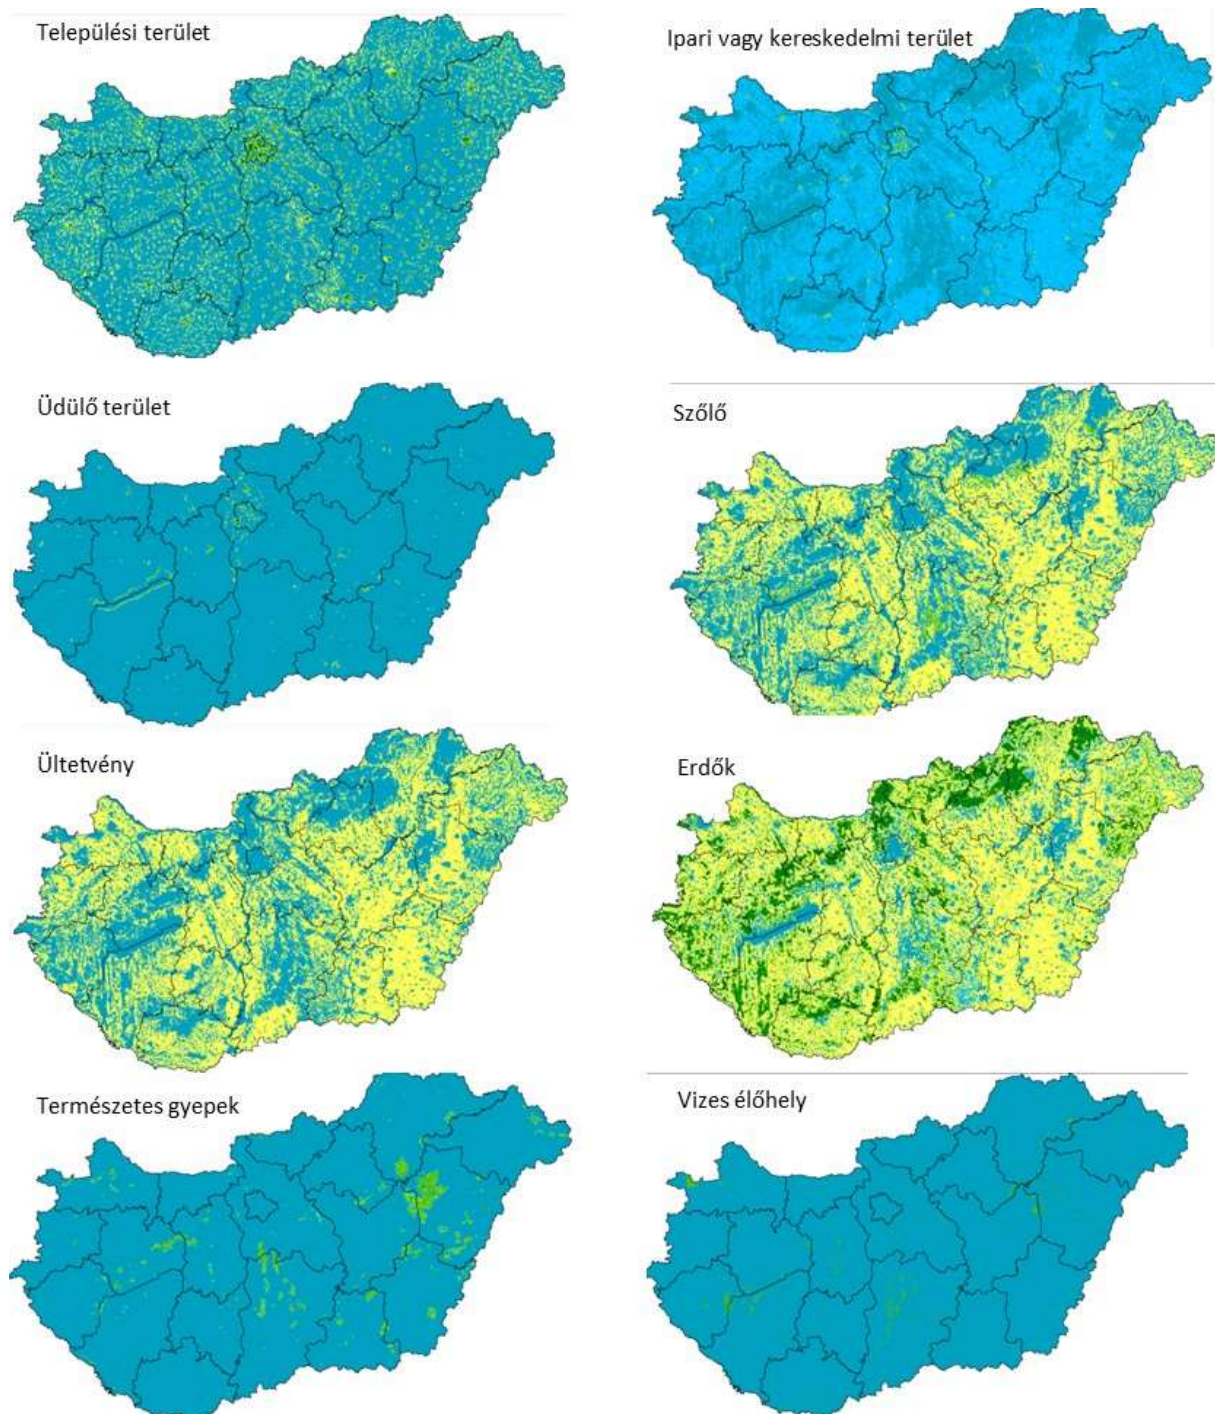 Települési terület
Ipari vagy kereskedelmi terület
Üdülő terület
Szőlő
Ültetvény
Erdők
Természetes gyepek
Vizes élőhely